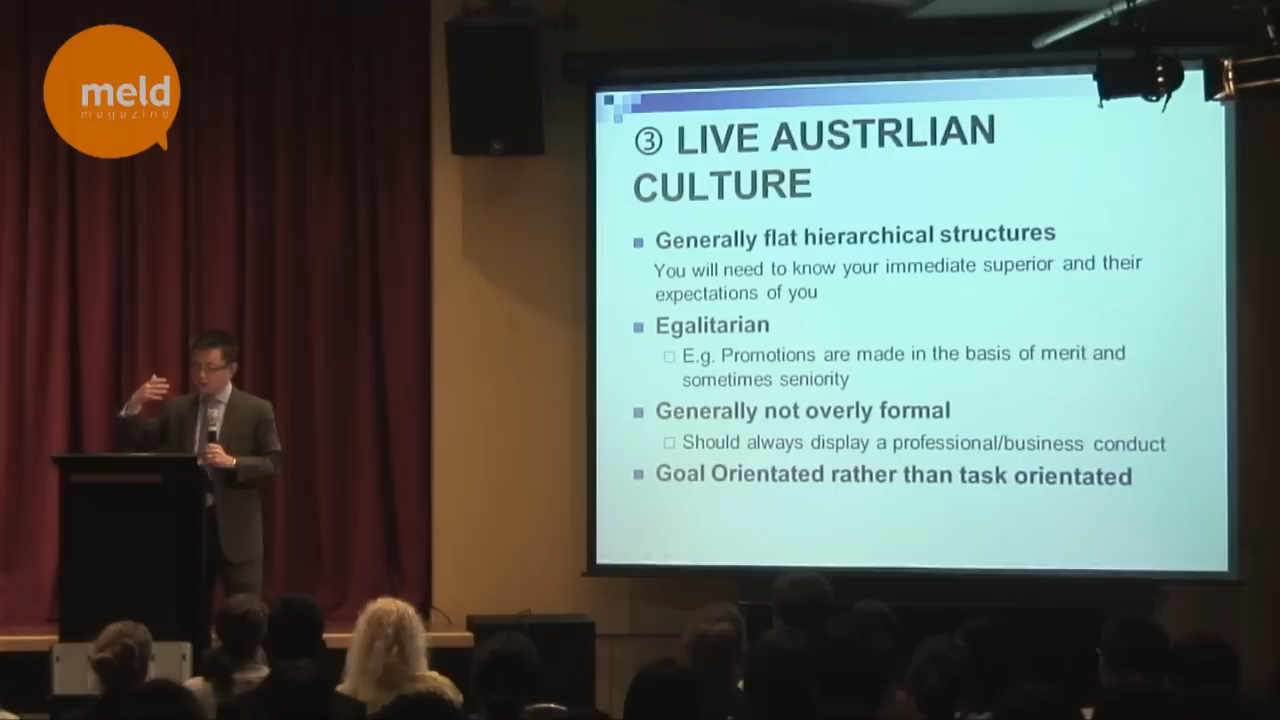 meld
magazine
③ LIVE AUSTRLIAN
CULTURE
Generally flat hierarchical structures
You will need to know your immediate superior and their
expectations of you
Egalitarian
E.g. Promotions are made in the basis of merit and
sometimes seniority
Generally not overly formal
Should always display a professional/business conduct
Goal Orientated rather than task orientated